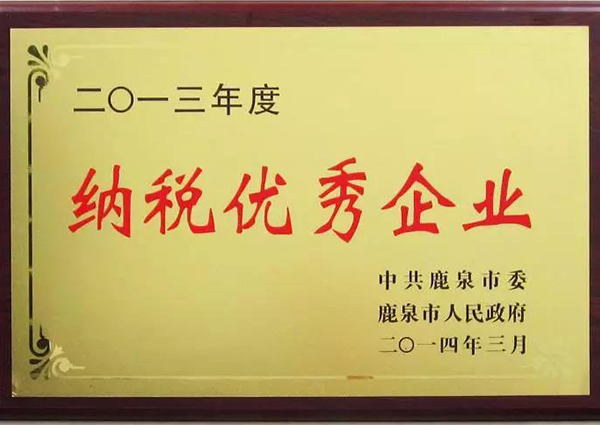 二〇一三年度
纳税优秀企业
中共鹿泉市委
鹿泉市人民政府
二〇一四年三月